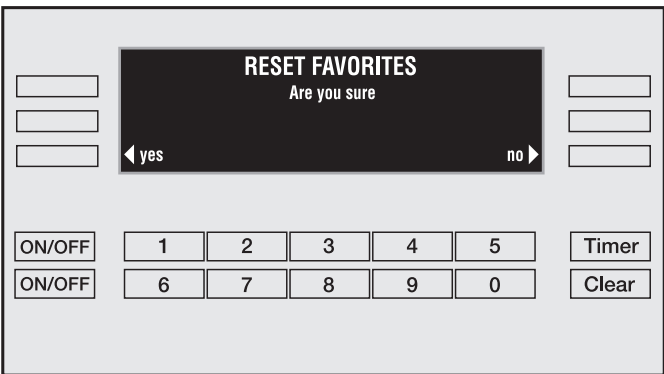 RESET FAVORITES
Are you sure
yes no
ON/OFF 1 2 3 4 5 Timer
ON/OFF 6 7 8 9 0 Clear